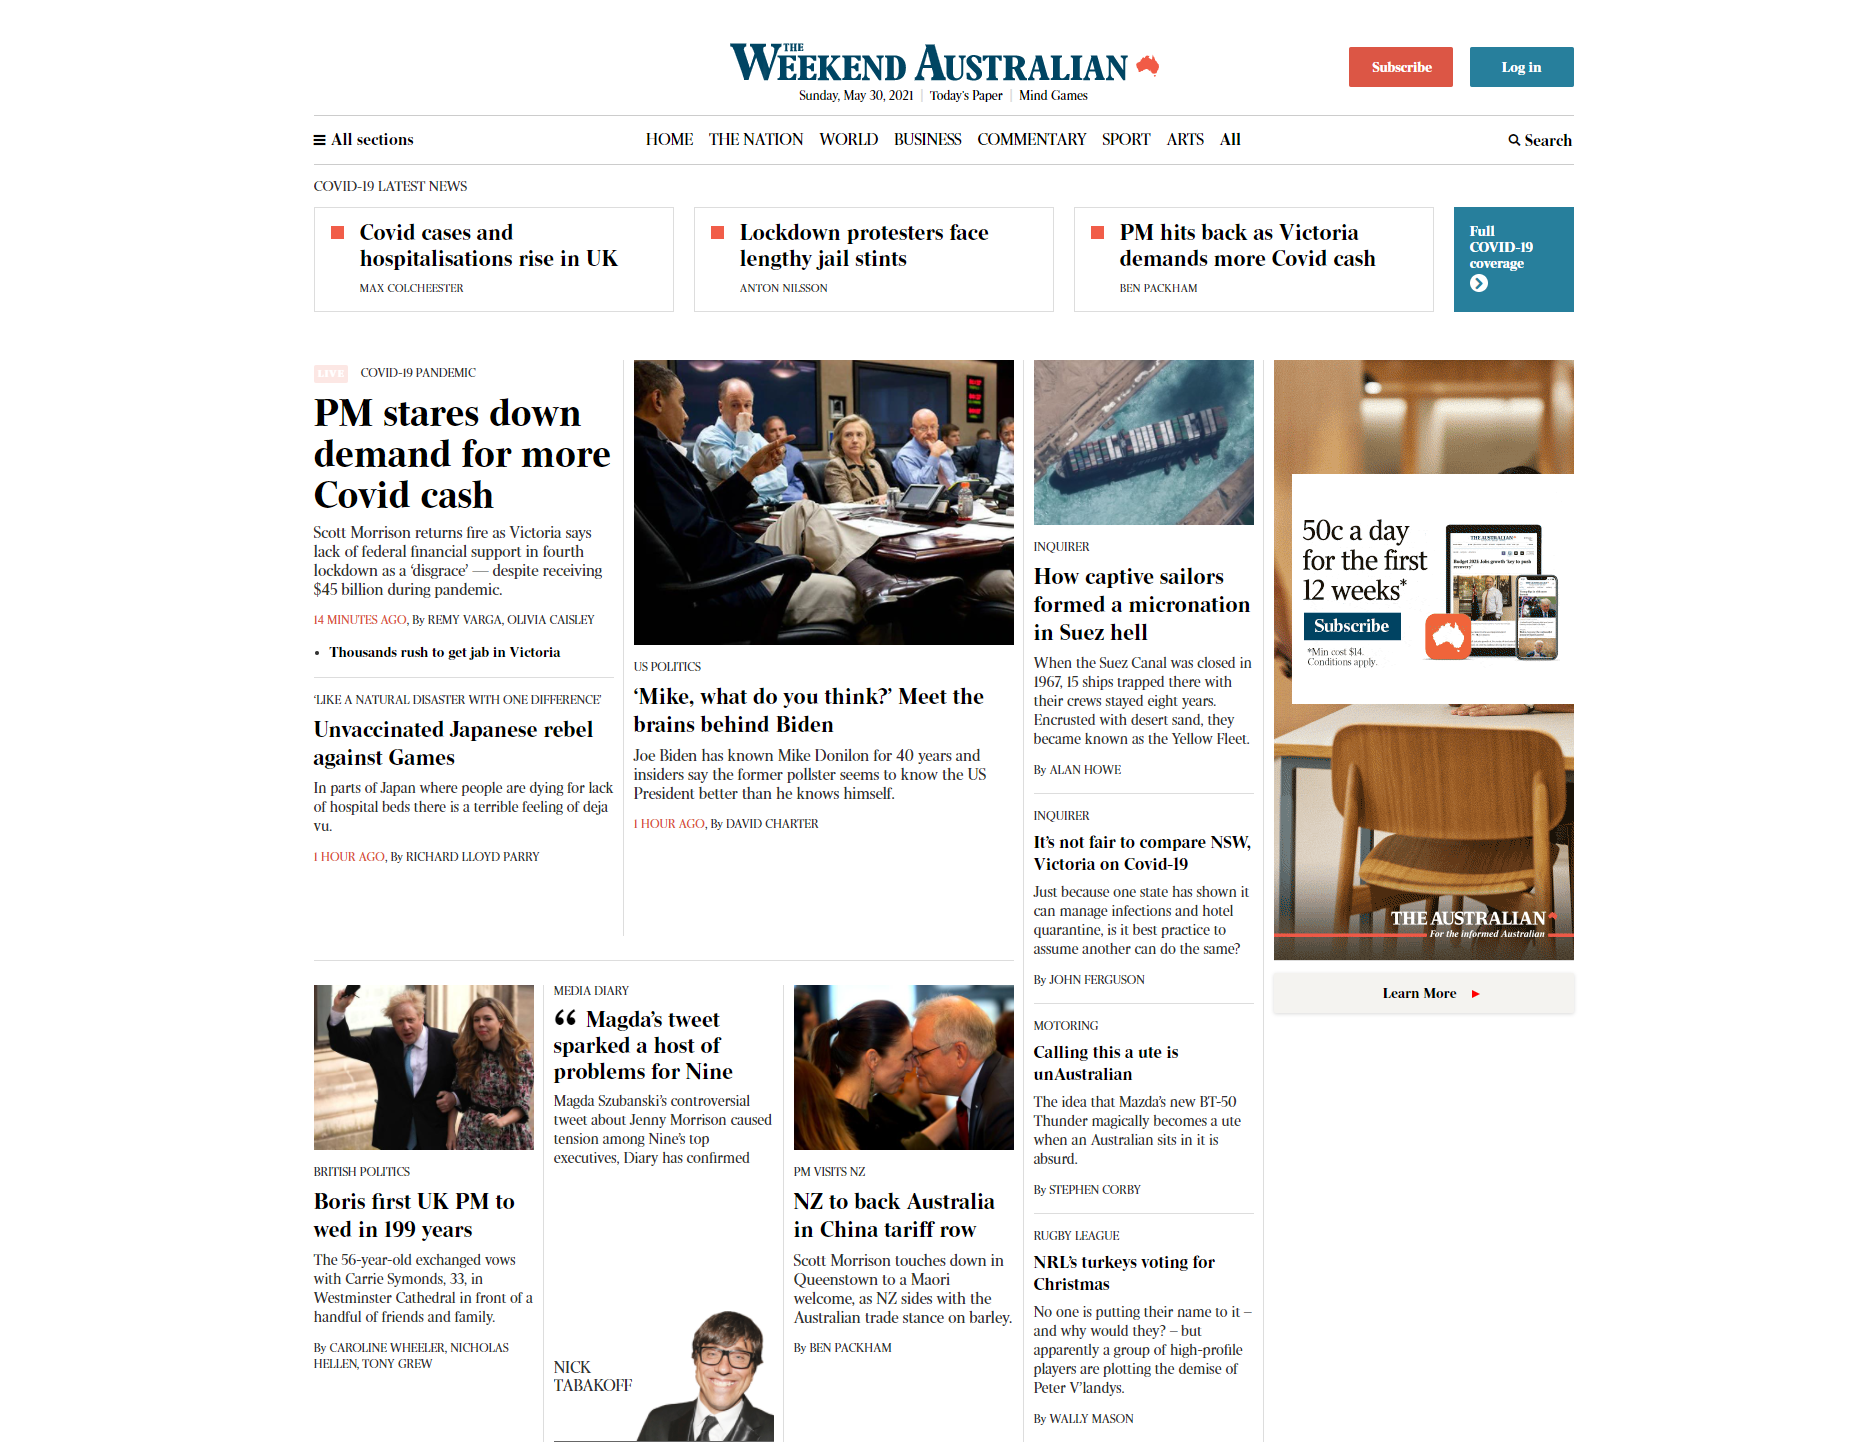 THE WEEKEND AUSTRALIAN
Subscribe
Log in
Sunday, May 30, 2021 | Today's Paper | Mind Games
All sections
HOME THE NATION WORLD BUSINESS COMMENTARY SPORT ARTS All
Search
COVID-19 LATEST NEWS
Covid cases and
hospitalisations rise in UK
MAX COLCHEESTER
Lockdown protesters face
lengthy jail stints
ANTON NILSSON
PM hits back as Victoria
demands more Covid cash
BEN PACKHAM
Full
COVID-19
coverage
LIVE COVID-19 PANDEMIC
PM stares down
demand for more
Covid cash
Scott Morrison returns fire as Victoria says
lack of federal financial support in fourth
lockdown as a ‘disgrace’ — despite receiving
$45 billion during pandemic.
14 MINUTES AGO, By REMY VARGA, OLIVIA CAISLEY
• Thousands rush to get jab in Victoria
‘LIKE A NATURAL DISASTER WITH ONE DIFFERENCE’
Unvaccinated Japanese rebel
against Games
In parts of Japan where people are dying for lack
of hospital beds there is a terrible feeling of deja
vu.
1 HOUR AGO, By RICHARD LLOYD PARRY
US POLITICS
‘Mike, what do you think?’ Meet the
brains behind Biden
Joe Biden has known Mike Donilon for 40 years and
insiders say the former pollster seems to know the US
President better than he knows himself.
1 HOUR AGO, By DAVID CHARTER
INQUIRER
How captive sailors
formed a micronation
in Suez hell
When the Suez Canal was closed in
1967, 15 ships trapped there with
their crews stayed eight years.
Encrusted with desert sand, they
became known as the Yellow Fleet.
By ALAN HOWE
INQUIRER
It’s not fair to compare NSW,
Victoria on Covid-19
Just because one state has shown it
can manage infections and hotel
quarantine, is it best practice to
assume another can do the same?
By JOHN FERGUSON
MOTORING
Calling this a ute is
unAustralian
The idea that Mazda’s new BT-50
Thunder magically becomes a ute
when an Australian sits in it is
absurd.
By STEPHEN CORBY
RUGBY LEAGUE
NRL’s turkeys voting for
Christmas
No one is putting their name to it –
and why would they? – but
apparently a group of high-profile
players are plotting the demise of
Peter V’landys.
By WALLY MASON
50c a day
for the first
12 weeks*
Subscribe
*Min cost $14.
Conditions apply.
THE AUSTRALIAN
THE AUSTRALIAN
For the informed Australian
Learn More
BRITISH POLITICS
Boris first UK PM to
wed in 199 years
The 56-year-old exchanged vows
with Carrie Symonds, 33, in
Westminster Cathedral in front of a
handful of friends and family.
By CAROLINE WHEELER, NICHOLAS
HELLEN, TONY GREW
MEDIA DIARY
“ Magda’s tweet
sparked a host of
problems for Nine
Magda Szubanski’s controversial
tweet about Jenny Morrison caused
tension among Nine’s top
executives, Diary has confirmed
NICK
TABAKOFF
PM VISITS NZ
NZ to back Australia
in China tariff row
Scott Morrison touches down in
Queenstown to a Maori
welcome, as NZ sides with the
Australian trade stance on barley.
By BEN PACKHAM